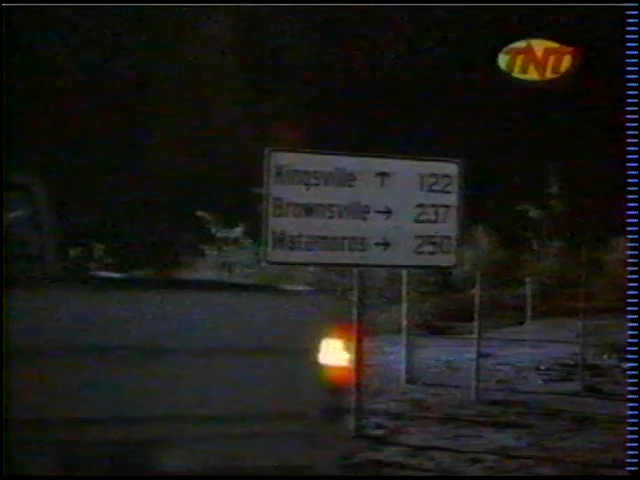 TNT
Kingsville ↑ 122
Brownsville → 237
Matamoros → 250